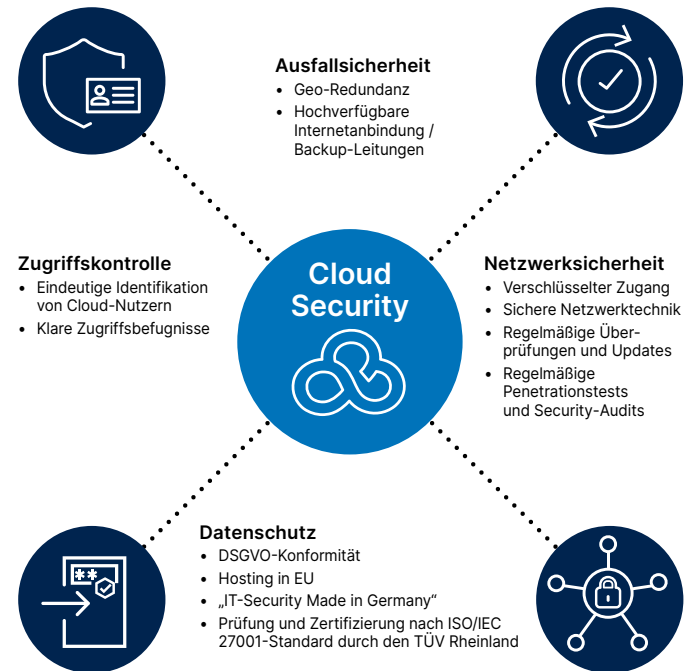 Ausfallsicherheit
• Geo-Redundanz
• Hochverfügbare
Internetanbindung /
Backup-Leitungen
Zugriffskontrolle
• Eindeutige Identifikation
von Cloud-Nutzern
• Klare Zugriffsbefugnisse
Cloud
Security
Netzwerksicherheit
• Verschlüsselter Zugang
• Sichere Netzwerktechnik
• Regelmäßige Über-
prüfungen und Updates
• Regelmäßige
Penetrationstests
und Security-Audits
Datenschutz
• DSGVO-Konformität
• Hosting in EU
• „IT-Security Made in Germany“
• Prüfung und Zertifizierung nach ISO/IEC
27001-Standard durch den TÜV Rheinland
**